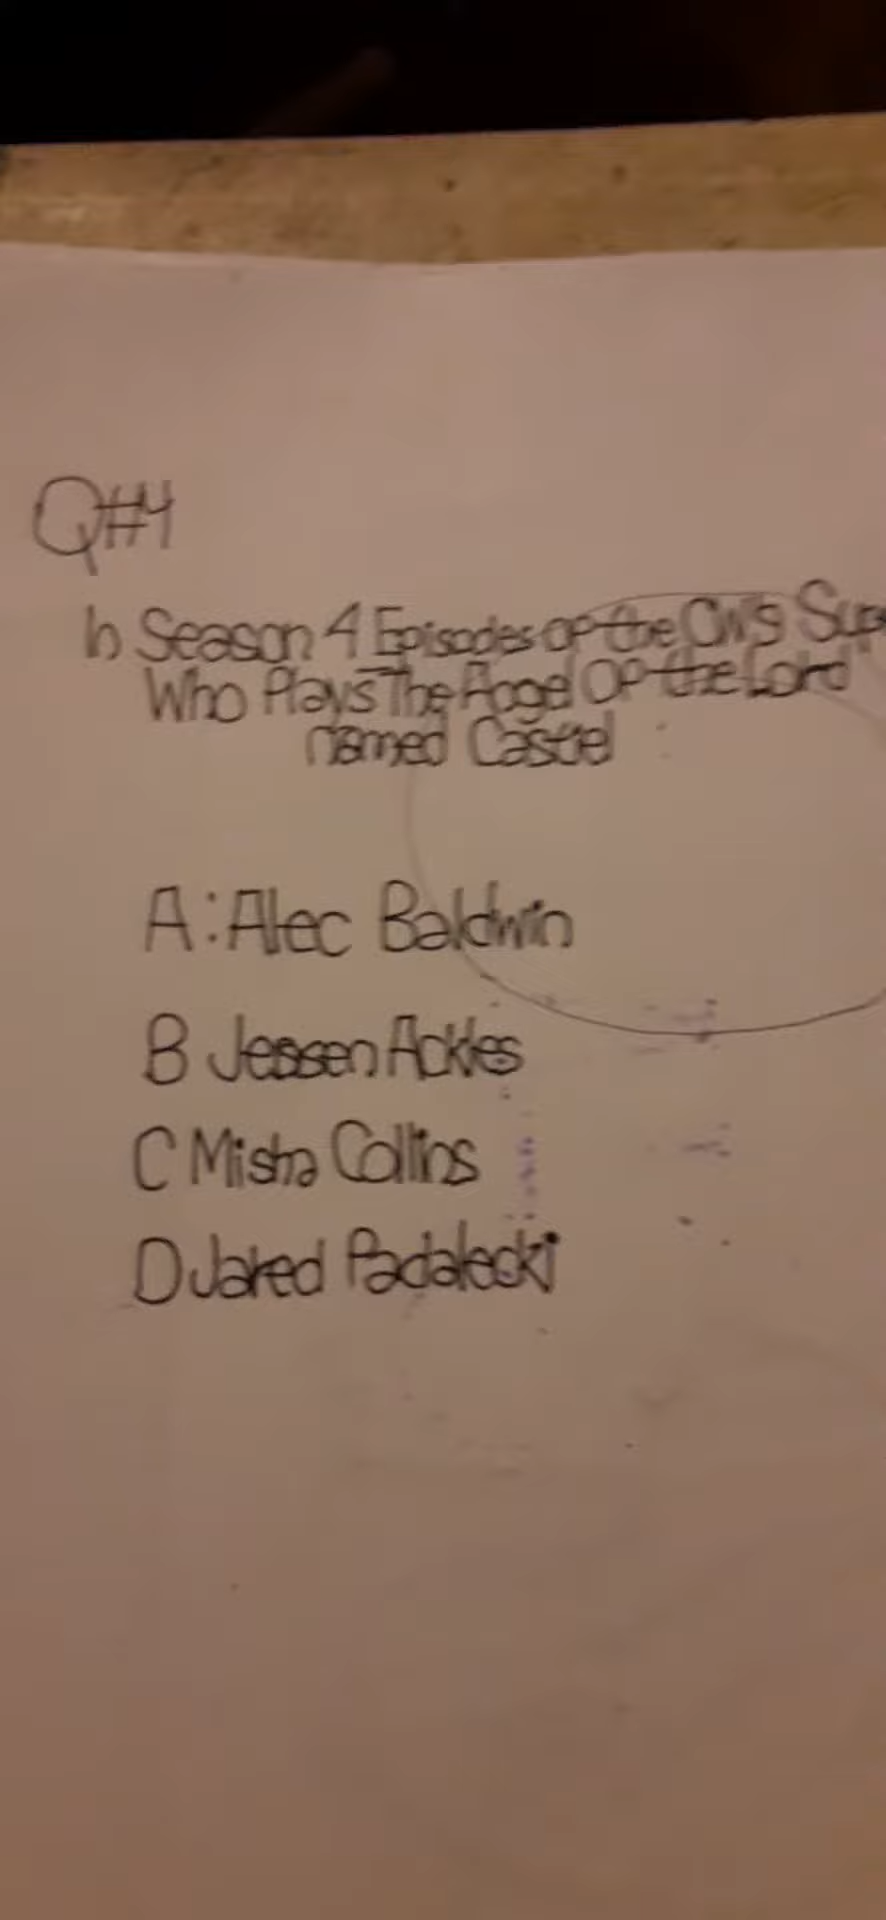 Q#4
In Season 4 Episodes of the CW's Sup
Who Plays The Angel Of the Lord"
named Castiel
A: Alec Baldwin
B Jessen Ackles
C Misha Collins
D Jared Padalecki